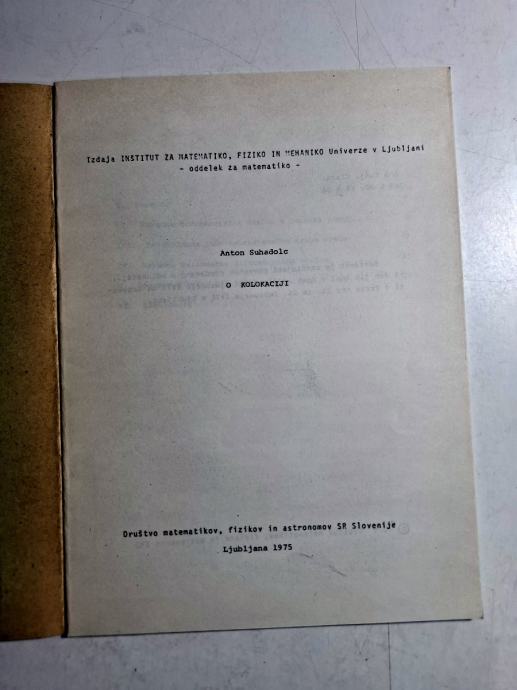 Izdaja INSTITUT ZA MATEMATIKO, FIZIKO IN MEHANIKO Univerze v Ljubljani
- oddelek za matematiko -
Anton Suhadolc
O KOLOKACIJI
Društvo matematikov, fizikov in astronomov SR Slovenije
Ljubljana 1975